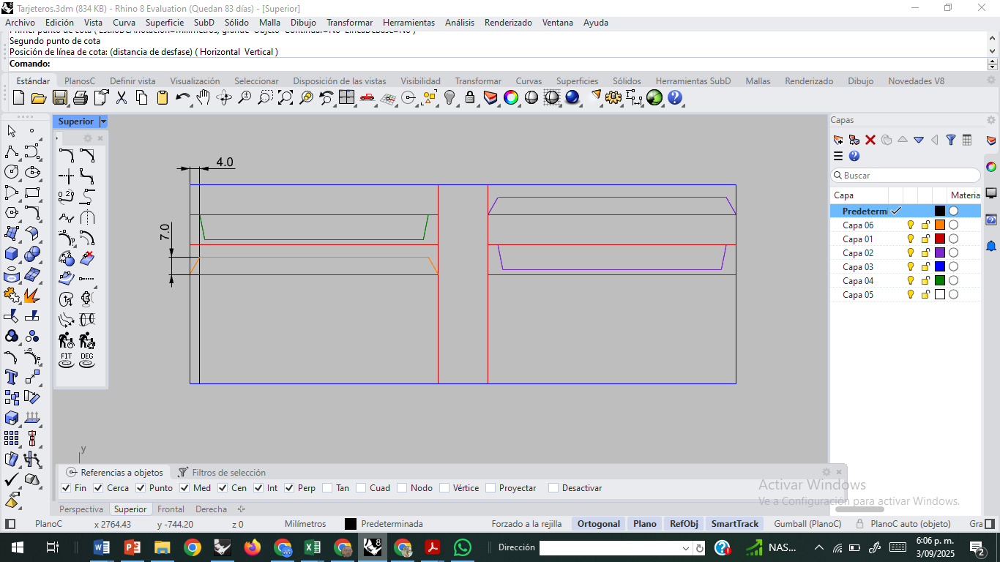 Tarjeteros.3dm (834 KB) - Rhino 8 Evaluation (Quedan 83 días) - [Superior]
Archivo Edición Vista Curva Superficie SubD Sólido Malla Dibujo Transformar Herramientas Análisis Renderizado Ventana Ayuda
Segundo punto de cota
Posición de línea de cota: (distancia de desfase) ( Horizontal Vertical )
Comando:
Estándar PlanosC Definir vista Visualización Seleccionar Disposición de las vistas Visibilidad Transformar Curvas Superficies Sólidos Herramientas SubD Mallas Renderizado Dibujo Novedades V8
Superior
Capas
Buscar
Capa Materia
Predetermi
Capa 06
Capa 01
Capa 02
Capa 03
Capa 04
Capa 05
4.0
7.0
FIT DEG
y
Referencias a objetos Filtros de selección
Fin Cerca Punto Med Cen Int Perp Tan Cuad Nodo Vértice Proyectar Desactivar
Activar Windows
Ve a Configuración para activar Windows.
Perspectiva Superior Frontal Derecha
PlanoC x 2764.43 y -744.20 z 0 Milímetros Predeterminada Forzado a la rejilla Ortogonal Plano RefObj SmartTrack Gumball (PlanoC) PlanoC auto (objeto) Gra
Dirección
NAS...
6:06 p. m.
3/09/2025
2